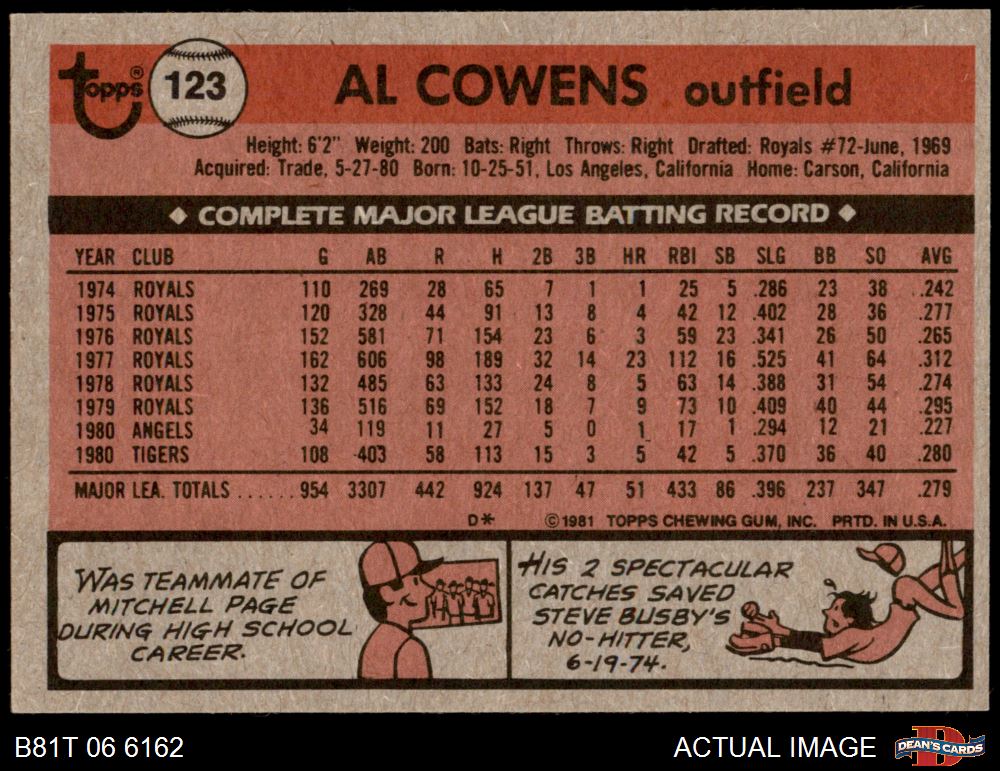 Topps® 123 AL COWENS outfield
Height: 6'2" Weight: 200 Bats: Right Throws: Right Drafted: Royals #72-June, 1969
Acquired: Trade, 5-27-80 Born: 10-25-51, Los Angeles, California Home: Carson, California
◆ COMPLETE MAJOR LEAGUE BATTING RECORD ◆
YEAR CLUB G AB R H 2B 3B HR RBI SB SLG BB SO AVG
1974 ROYALS 110 269 28 65 7 1 1 25 5 .286 23 38 .242
1975 ROYALS 120 328 44 91 13 8 4 42 12 .402 28 36 .277
1976 ROYALS 152 581 71 154 23 6 3 59 23 .341 26 50 .265
1977 ROYALS 162 606 98 189 32 14 23 112 16 .525 41 64 .312
1978 ROYALS 132 485 63 133 24 8 5 63 14 .388 31 54 .274
1979 ROYALS 136 516 69 152 18 7 9 73 10 .409 40 44 .295
1980 ANGELS 34 119 11 27 5 0 1 17 1 .294 12 21 .227
1980 TIGERS 108 403 58 113 15 3 5 42 5 .370 36 40 .280
MAJOR LEA. TOTALS ...... 954 3307 442 924 137 47 51 433 86 .396 237 347 .279
D* ©1981 TOPPS CHEWING GUM, INC. PRTD. IN U.S.A.
WAS TEAMMATE OF
MITCHELL PAGE
DURING HIGH SCHOOL
CAREER.
HIS 2 SPECTACULAR
CATCHES SAVED
STEVE BUSBY'S
NO-HITTER,
6-19-74.
B81T 06 6162 ACTUAL IMAGE DEAN'S CARDS